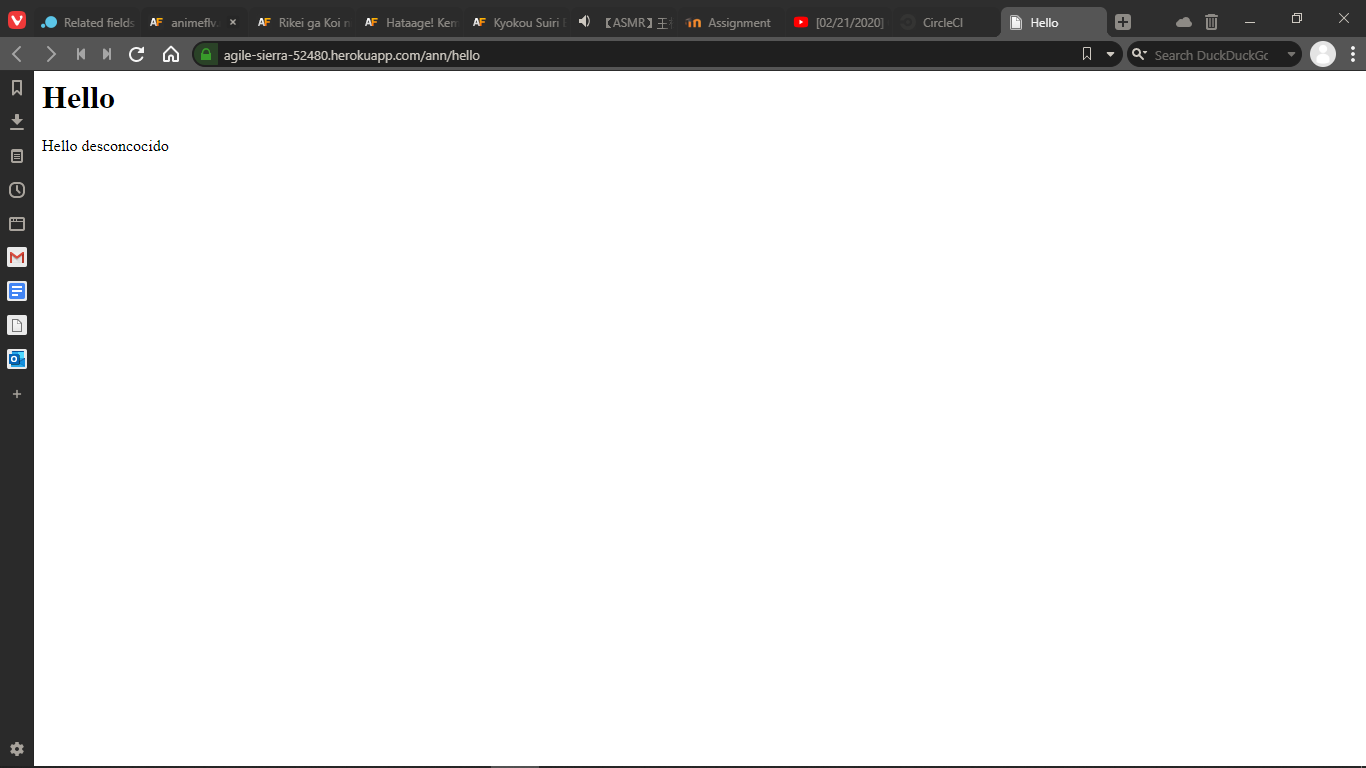 Related fields
animeflv.
Rikei ga Koi n
Hataage! Kem
Kyokou Suiri
【ASMR】王
Assignment
[02/21/2020]
CircleCI
Hello
agile-sierra-52480.herokuapp.com/ann/hello
Search DuckDuckGo
Hello
Hello desconcocido